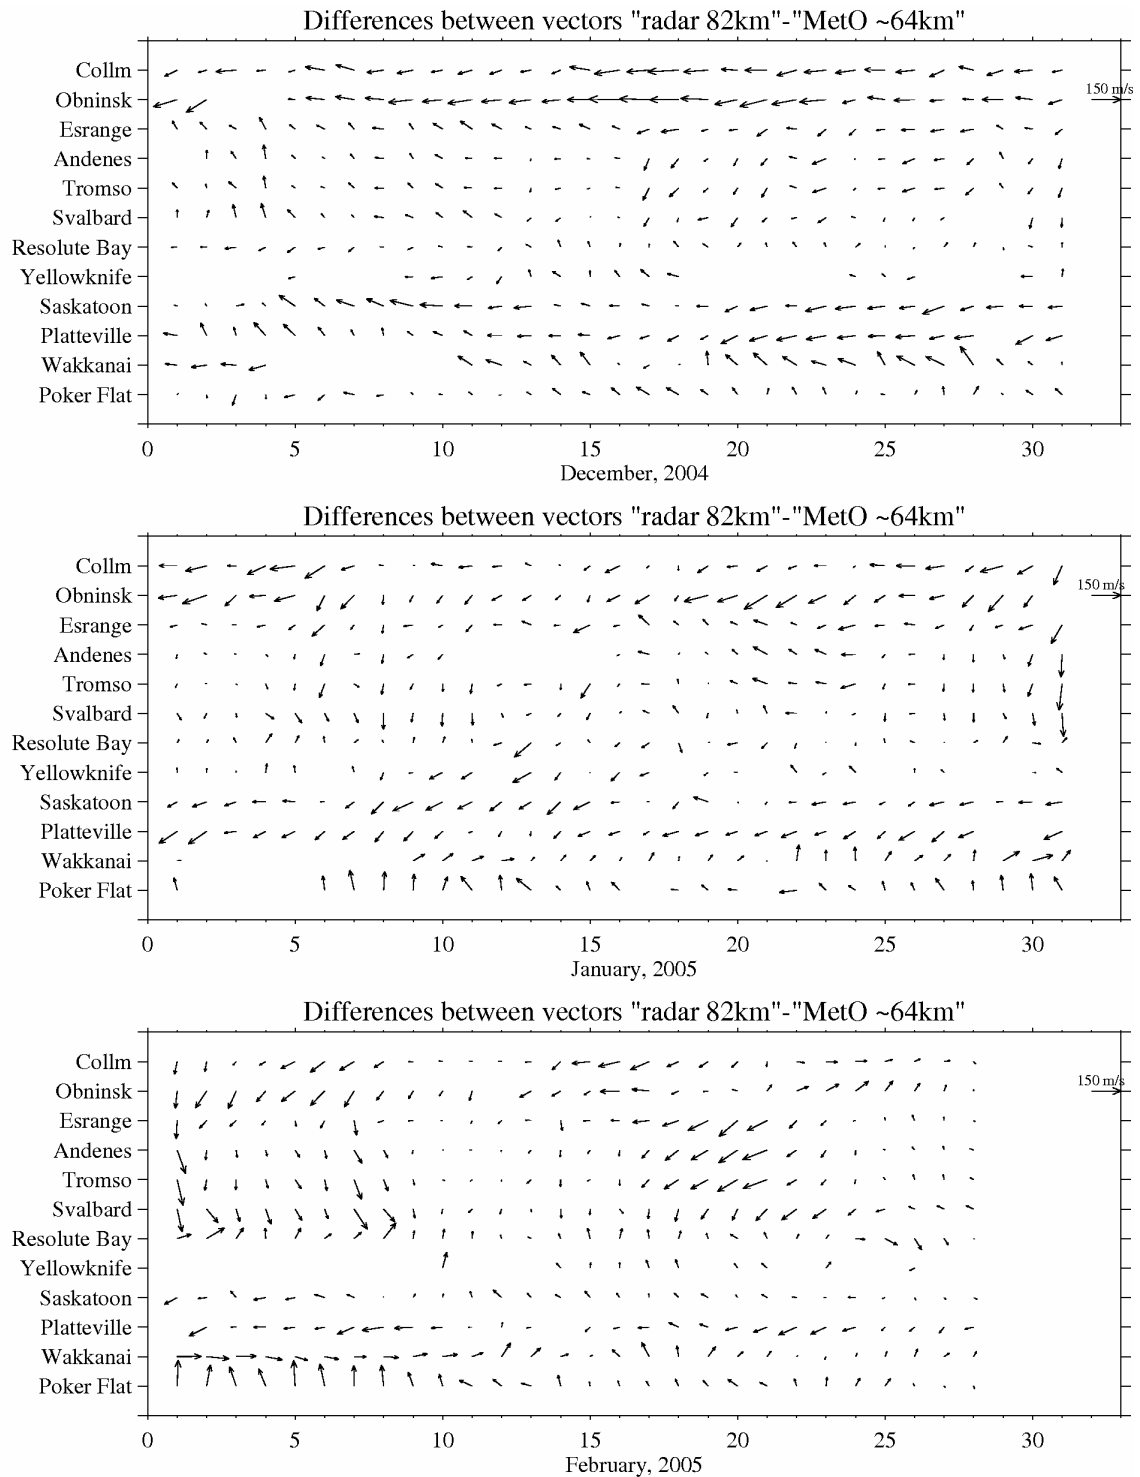 Differences between vectors "radar 82km"-"MetO ~64km"
Collm
150 m/s
Obninsk
Esrange
Andenes
Tromso
Svalbard
Resolute Bay
Yellowknife
Saskatoon
Platteville
Wakkanai
Poker Flat
0 5 10 15 20 25 30
December, 2004
Differences between vectors "radar 82km"-"MetO ~64km"
Collm
150 m/s
Obninsk
Esrange
Andenes
Tromso
Svalbard
Resolute Bay
Yellowknife
Saskatoon
Platteville
Wakkanai
Poker Flat
0 5 10 15 20 25 30
January, 2005
Differences between vectors "radar 82km"-"MetO ~64km"
Collm
150 m/s
Obninsk
Esrange
Andenes
Tromso
Svalbard
Resolute Bay
Yellowknife
Saskatoon
Platteville
Wakkanai
Poker Flat
0 5 10 15 20 25 30
February, 2005